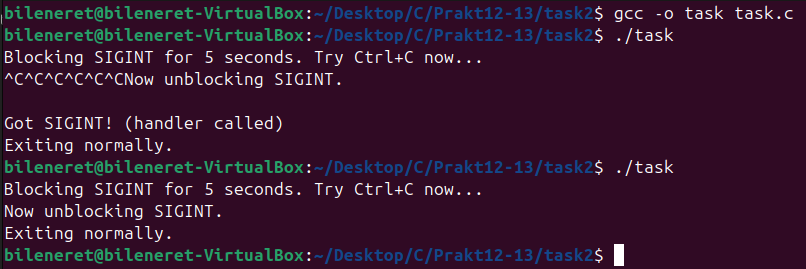 bileneret@bileneret-VirtualBox:~/Desktop/C/Prakt12-13/task2$ gcc -o task task.c
bileneret@bileneret-VirtualBox:~/Desktop/C/Prakt12-13/task2$ ./task
Blocking SIGINT for 5 seconds. Try Ctrl+C now...
^C^C^C^C^C^CNow unblocking SIGINT.

Got SIGINT! (handler called)
Exiting normally.
bileneret@bileneret-VirtualBox:~/Desktop/C/Prakt12-13/task2$ ./task
Blocking SIGINT for 5 seconds. Try Ctrl+C now...
Now unblocking SIGINT.
Exiting normally.
bileneret@bileneret-VirtualBox:~/Desktop/C/Prakt12-13/task2$